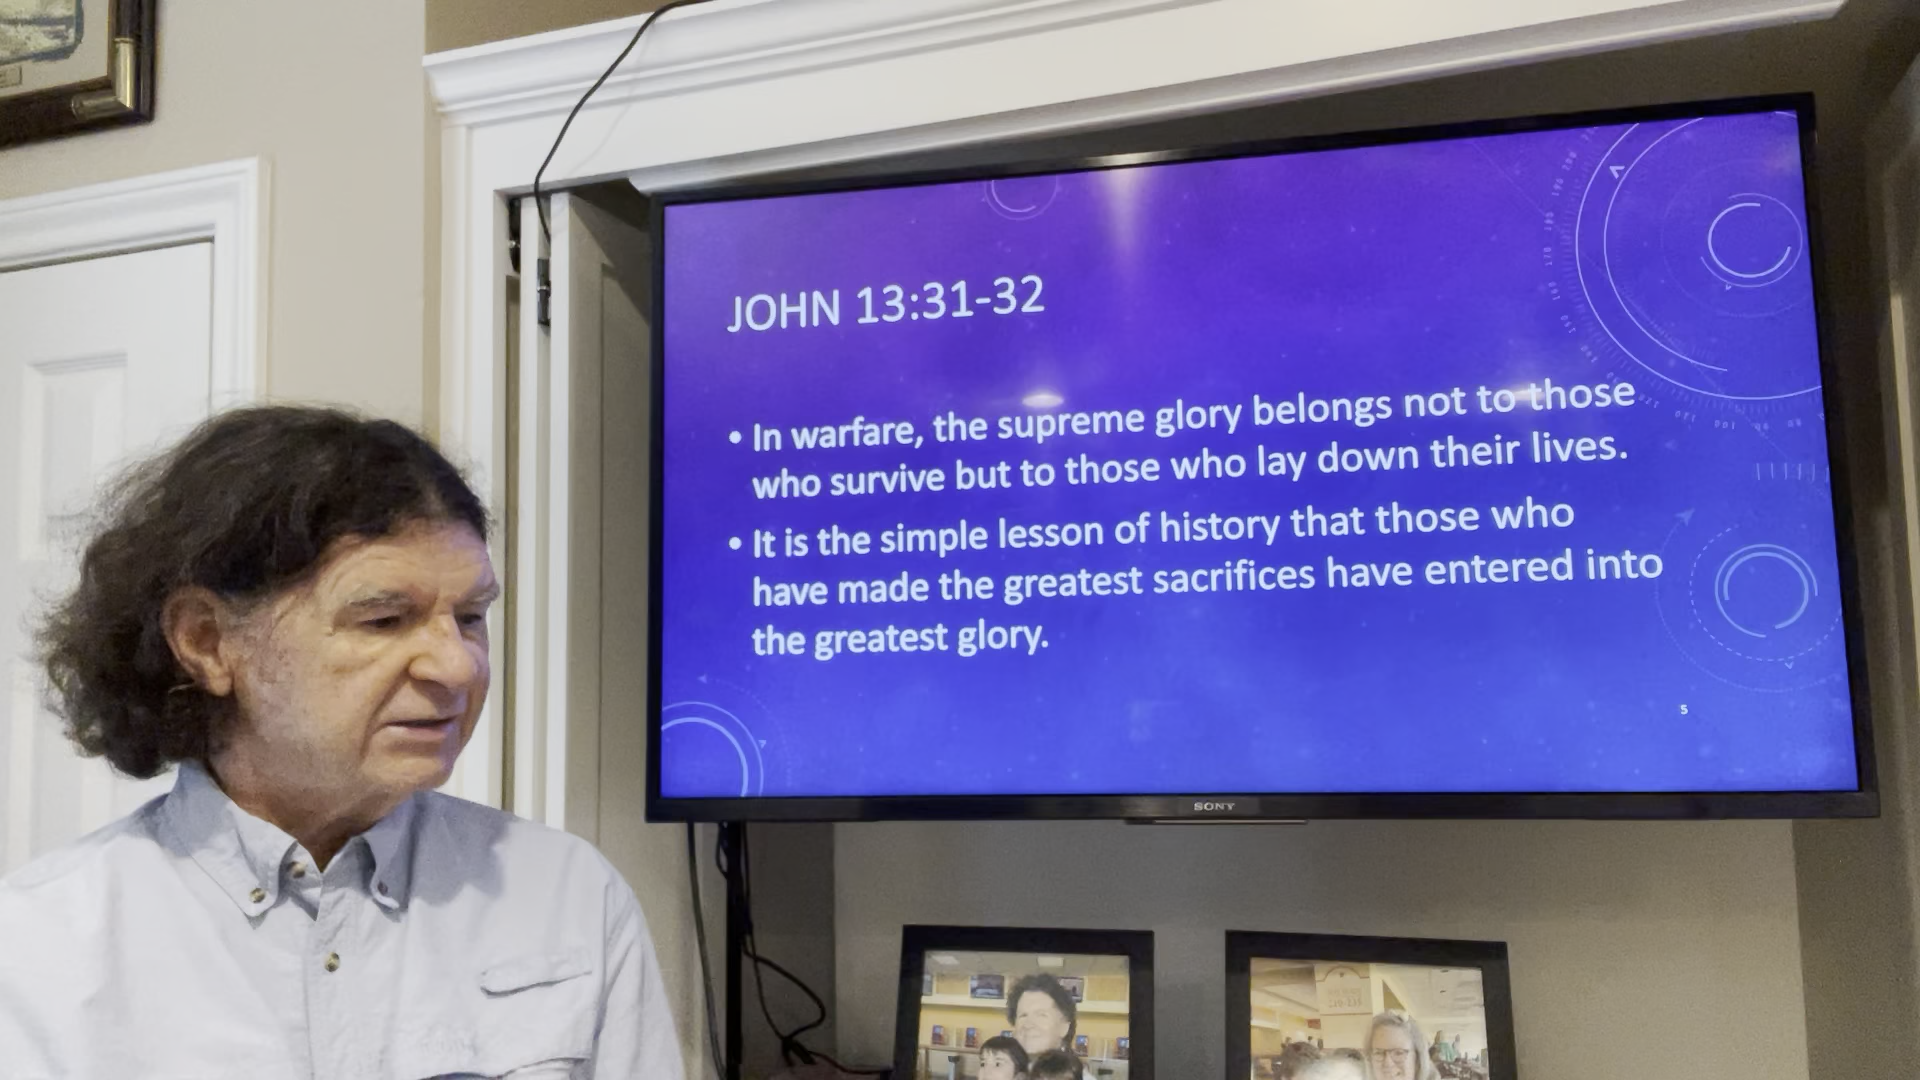 JOHN 13:31-32
• In warfare, the supreme glory belongs not to those
who survive but to those who lay down their lives.
• It is the simple lesson of history that those who
have made the greatest sacrifices have entered into
the greatest glory.
5
SONY